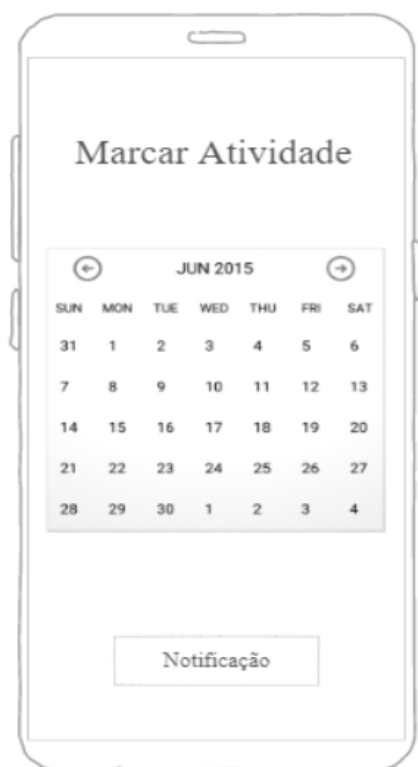 Marcar Atividade
JUN 2015
SUN MON TUE WED THU FRI SAT
31 1 2 3 4 5 6
7 8 9 10 11 12 13
14 15 16 17 18 19 20
21 22 23 24 25 26 27
28 29 30 1 2 3 4
Notificação